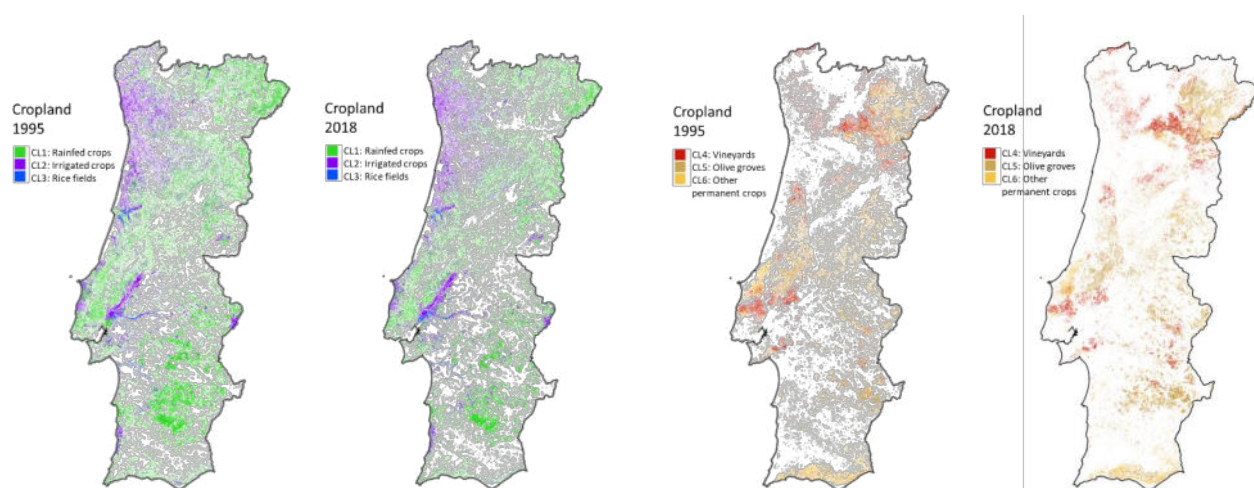 Cropland
1995
CL1: Rainfed crops
CL2: Irrigated crops
CL3: Rice fields
Cropland
2018
CL1: Rainfed crops
CL2: Irrigated crops
CL3: Rice fields
Cropland
1995
CL4: Vineyards
CL5: Olive groves
CL6: Other
permanent crops
Cropland
2018
CL4: Vineyards
CL5: Olive groves
CL6: Other
permanent crops